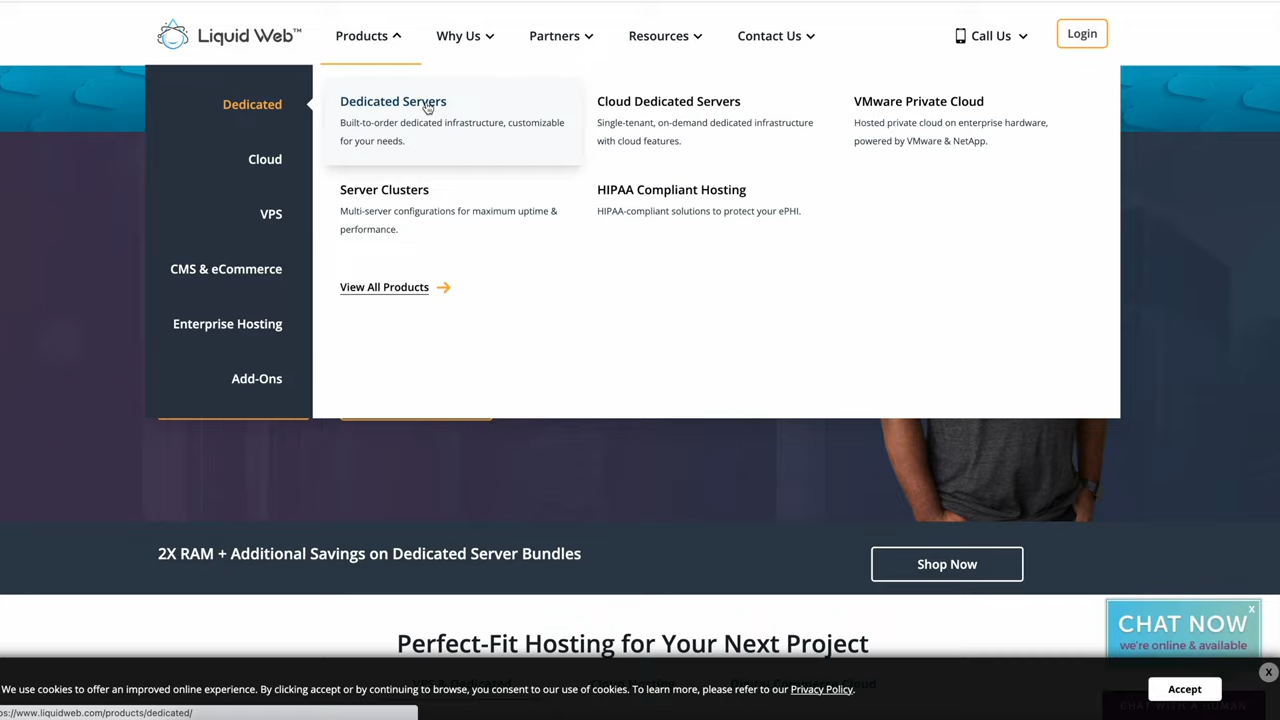 Liquid Web™
Products
Why Us
Partners
Resources
Contact Us
Call Us
Login
Dedicated
Cloud
VPS
CMS & eCommerce
Enterprise Hosting
Add-Ons
Dedicated Servers
Built-to-order dedicated infrastructure, customizable
for your needs.
Cloud Dedicated Servers
Single-tenant, on-demand dedicated infrastructure
with cloud features.
VMware Private Cloud
Hosted private cloud on enterprise hardware,
powered by VMware & NetApp.
Server Clusters
Multi-server configurations for maximum uptime &
performance.
HIPAA Compliant Hosting
HIPAA-compliant solutions to protect your ePHI.
View All Products
2X RAM + Additional Savings on Dedicated Server Bundles
Shop Now
Perfect-Fit Hosting for Your Next Project
X
CHAT NOW
we're online & available
X
We use cookies to offer an improved online experience. By clicking accept or by continuing to browse, you consent to our use of cookies. To learn more, please refer to our Privacy Policy.
Accept
CHAT WITH A HUMAN
ps://www.liquidweb.com/products/dedicated/